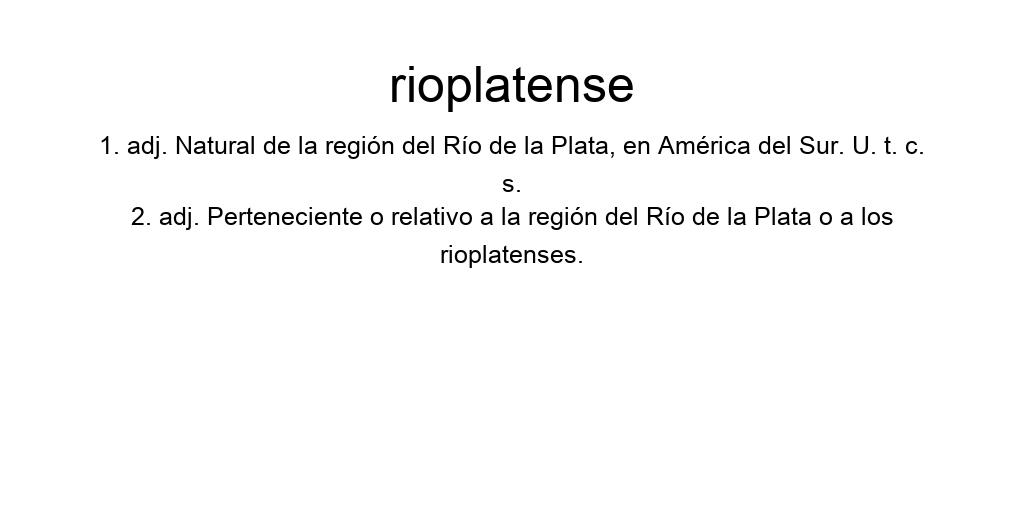 rioplatense
1. adj. Natural de la región del Río de la Plata, en América del Sur. U. t. c.
s.
2. adj. Perteneciente o relativo a la región del Río de la Plata o a los
rioplatenses.